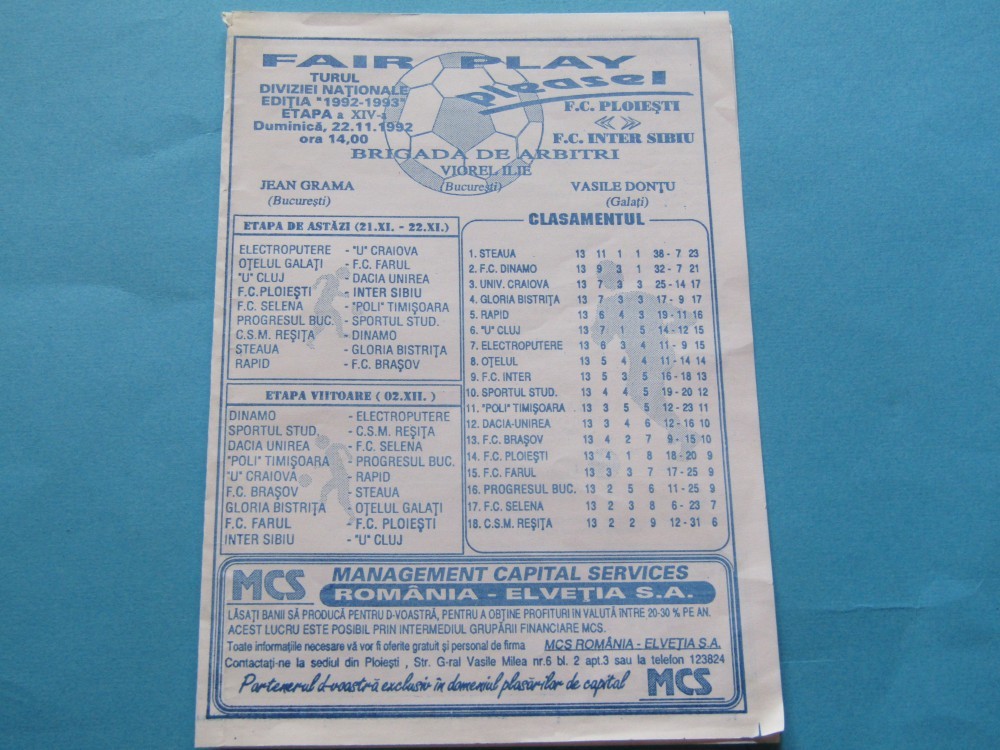 FAIR PLAY
pleasel
TURUL
DIVIZIEI NAȚIONALE
EDIȚIA "1992-1993"
ETAPA a XIV-a
Duminică, 22.11.1992
ora 14,00
F.C. PLOIEȘTI
F.C. INTER SIBIU
BRIGADA DE ARBITRI
VIOREL ILIE
(București)
JEAN GRAMA
(București)
VASILE DONȚU
(Galați)
ETAPA DE ASTĂZI (21.XI. - 22.XI.)
ELECTROPUTERE - "U" CRAIOVA
OȚELUL GALAȚI - F.C. FARUL
"U" CLUJ - DACIA UNIREA
F.C.PLOIEȘTI - INTER SIBIU
F.C. SELENA - "POLI" TIMIȘOARA
PROGRESUL BUC. - SPORTUL STUD.
C.S.M. REȘIȚA - DINAMO
STEAUA - GLORIA BISTRIȚA
RAPID - F.C. BRAȘOV
ETAPA VIITOARE ( 02.XII. )
DINAMO - ELECTROPUTERE
SPORTUL STUD. - C.S.M. REȘIȚA
DACIA UNIREA - F.C. SELENA
"POLI" TIMIȘOARA - PROGRESUL BUC.
"U" CRAIOVA - RAPID
F.C. BRAȘOV - STEAUA
GLORIA BISTRIȚA - OȚELUL GALAȚI
F.C. FARUL - F.C. PLOIEȘTI
INTER SIBIU - "U" CLUJ
CLASAMENTUL
1. STEAUA 13 11 1 1 38 - 7 23
2. F.C. DINAMO 13 9 3 1 32 - 7 21
3. UNIV. CRAIOVA 13 7 3 3 25 - 14 17
4. GLORIA BISTRIȚA 13 7 3 3 17 - 9 17
5. RAPID 13 6 4 3 19 - 11 16
6. "U" CLUJ 13 7 1 5 14 - 12 15
7. ELECTROPUTERE 13 6 3 4 11 - 9 15
8. OȚELUL 13 5 4 4 11 - 14 14
9. F.C. INTER 13 5 3 5 16 - 18 13
10. SPORTUL STUD. 13 4 4 5 19 - 20 12
11. "POLI" TIMIȘOARA 13 3 5 5 12 - 23 11
12. DACIA-UNIREA 13 3 4 6 12 - 16 10
13. F.C. BRAȘOV 13 4 2 7 9 - 15 10
14. F.C. PLOIEȘTI 13 4 1 8 18 - 20 9
15. F.C. FARUL 13 3 3 7 17 - 25 9
16. PROGRESUL BUC. 13 2 5 6 11 - 25 9
17. F.C. SELENA 13 2 3 8 6 - 23 7
18. C.S.M. REȘIȚA 13 2 2 9 12 - 31 6
MCS MANAGEMENT CAPITAL SERVICES
ROMÂNIA - ELVEȚIA S.A.
LĂSAȚI BANII SĂ PRODUCĂ PENTRU D-VOASTRĂ, PENTRU A OBȚINE PROFITURI IN VALUTĂ INTRE 20-30 % PE AN.
ACEST LUCRU ESTE POSIBIL PRIN INTERMEDIUL GRUPĂRII FINANCIARE MCS.
Toate informațiile necesare vă vor fi oferite gratuit și personal de firma MCS ROMÂNIA - ELVEȚIA S.A.
Contactați-ne la sediul din Ploiești , Str. G-ral Vasile Milea nr.6 bl. 2 apt.3 sau la telefon 123824
Partenerul d-voastră exclusiv în domeniul plasărilor de capital MCS